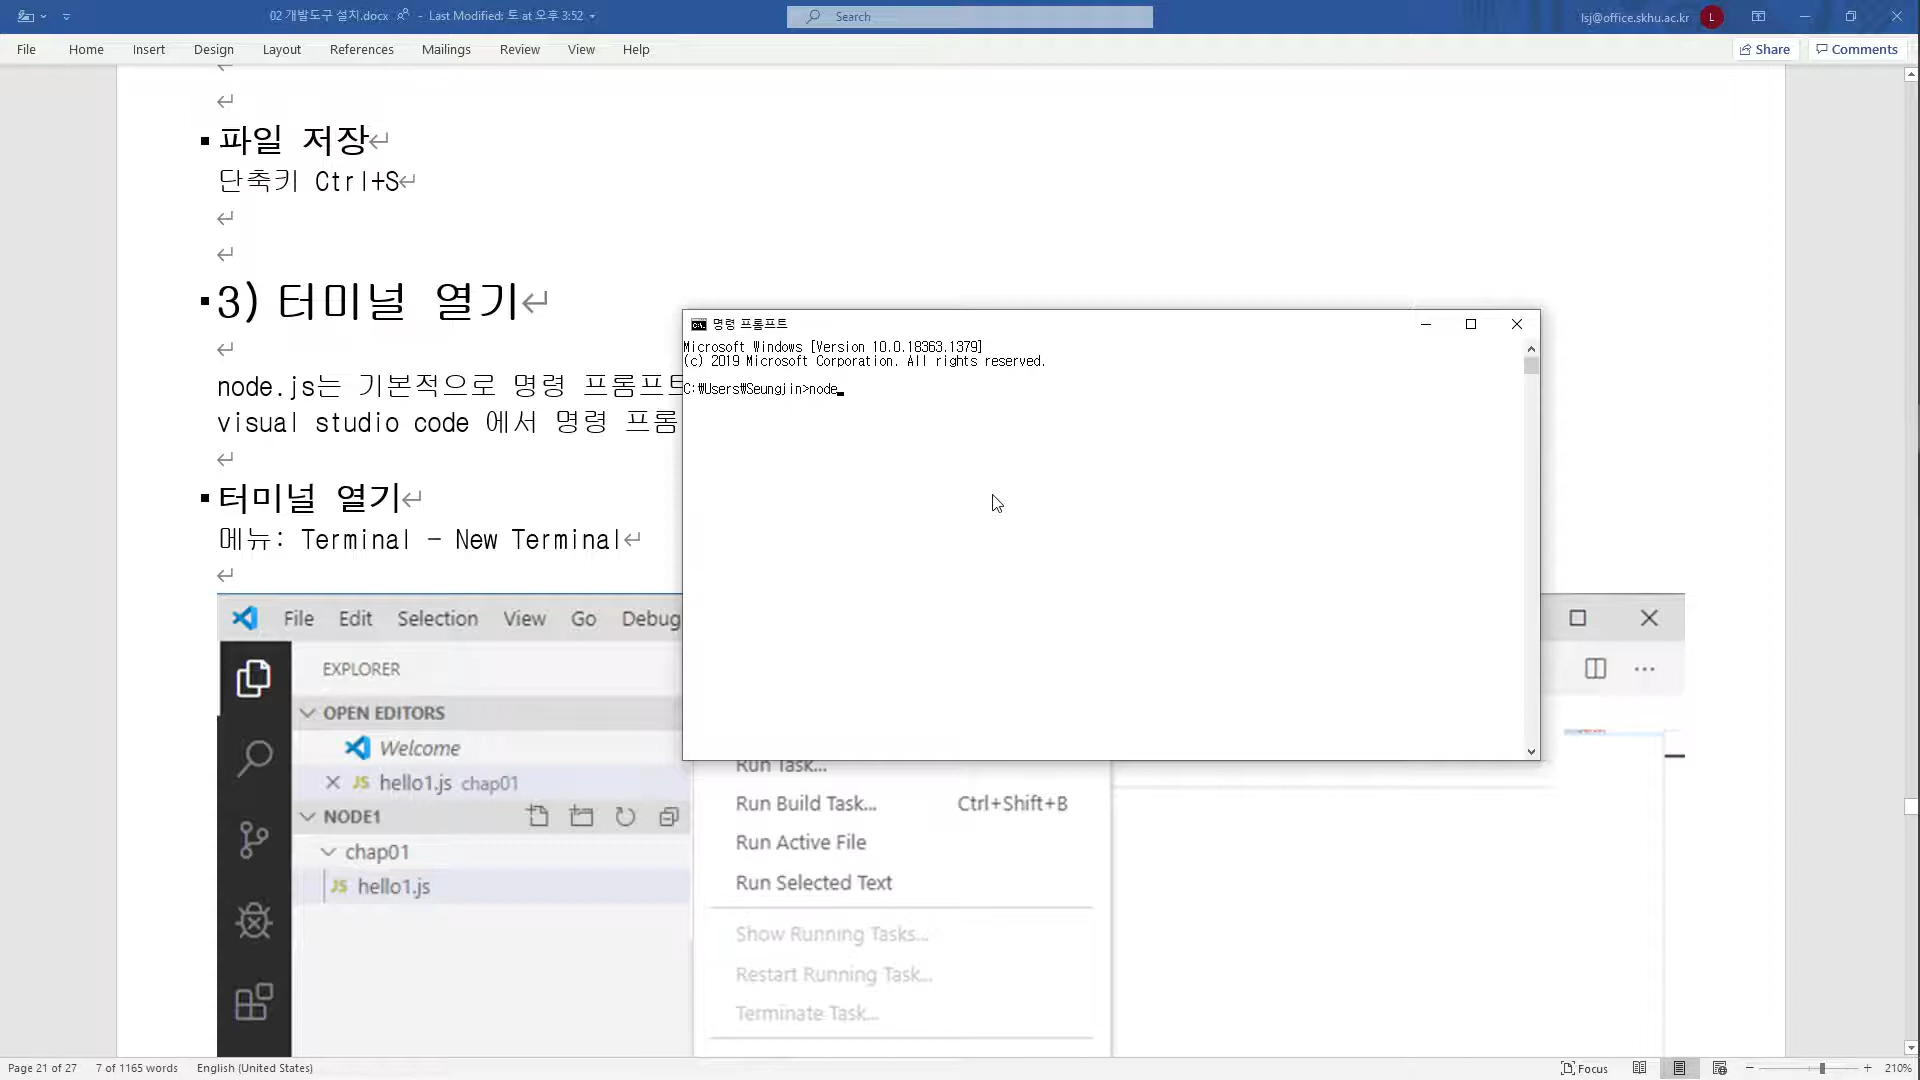 02 개발도구 설치.docx - Last Modified: 토 at 오후 3:52
Search
lsj@office.skhu.ac.kr
L
File Home Insert Design Layout References Mailings Review View Help
Share Comments
▪파일 저장↵
단축키 Ctrl+S↵
▪3) 터미널 열기↵
node.js는 기본적으로 명령 프롬프트
visual studio code 에서 명령 프롬
▪터미널 열기↵
메뉴: Terminal - New Terminal↵
명령 프롬프트
Microsoft Windows [Version 10.0.18363.1379]
(c) 2019 Microsoft Corporation. All rights reserved.
C:₩Users₩Seungjin>node
File Edit Selection View Go Debug
EXPLORER
OPEN EDITORS
Welcome
JS hello1.js chap01
NODE1
chap01
JS hello1.js
Run Task...
Run Build Task... Ctrl+Shift+B
Run Active File
Run Selected Text
Show Running Tasks...
Restart Running Task...
Terminate Task...
Page 21 of 27 7 of 1165 words English (United States)
Focus
210%